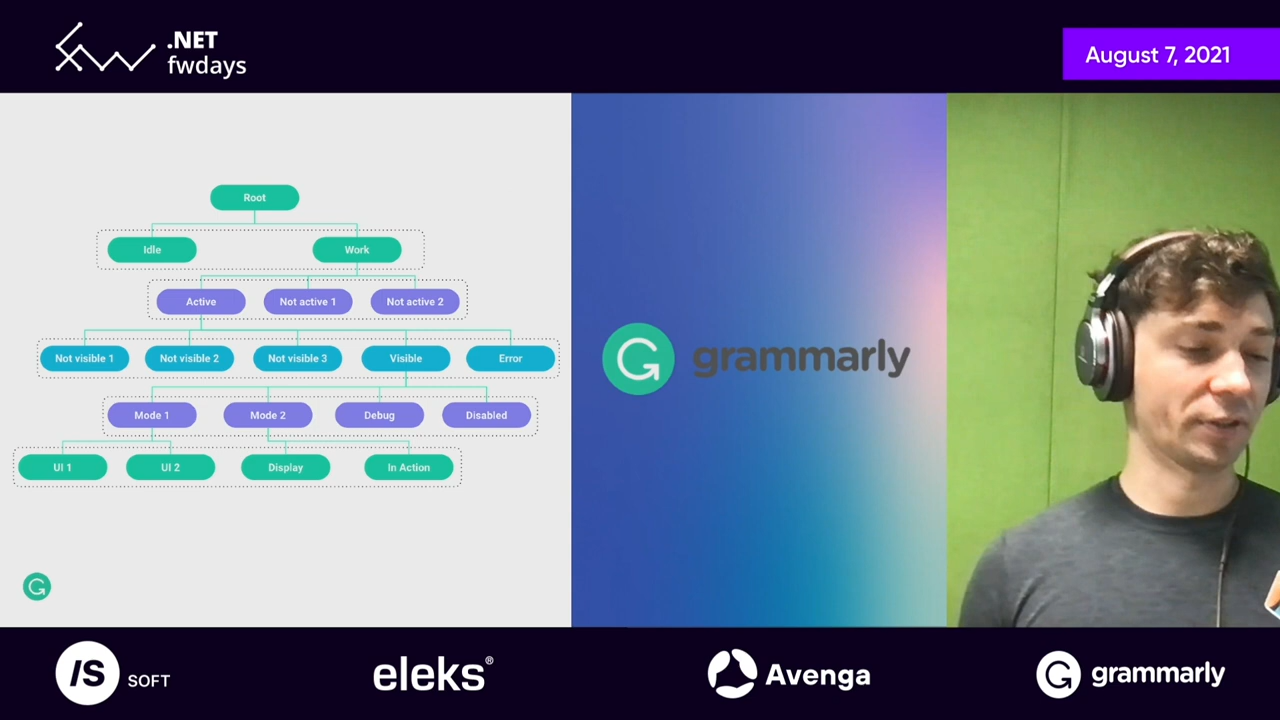 .NET
fwdays
August 7, 2021
Root
Idle
Work
Active
Not active 1
Not active 2
Not visible 1
Not visible 2
Not visible 3
Visible
Error
Mode 1
Mode 2
Debug
Disabled
UI 1
UI 2
Display
In Action
grammarly
IS SOFT
eleks®
Avenga
grammarly